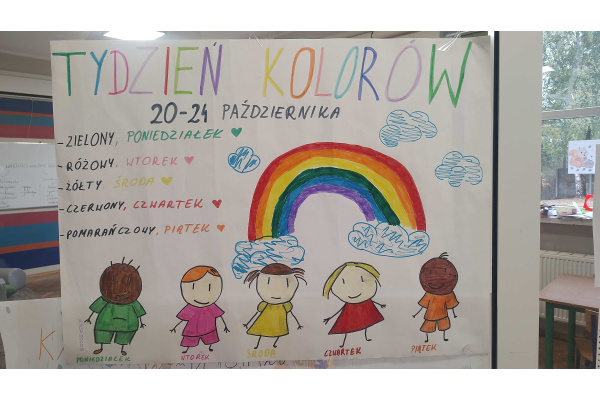 TYDZIEŃ KOLORÓW
20-24 PAŹDZIERNIKA
-ZIELONY, PONIEDZIAŁEK
-RÓŻOWY, WTOREK
-ŻÓŁTY ŚRODA
-CZERWONY, CZWARTEK
-POMARAŃCZOWY, PIĄTEK
PONIEDZIAŁEK WTOREK ŚRODA CZWARTEK PIĄTEK